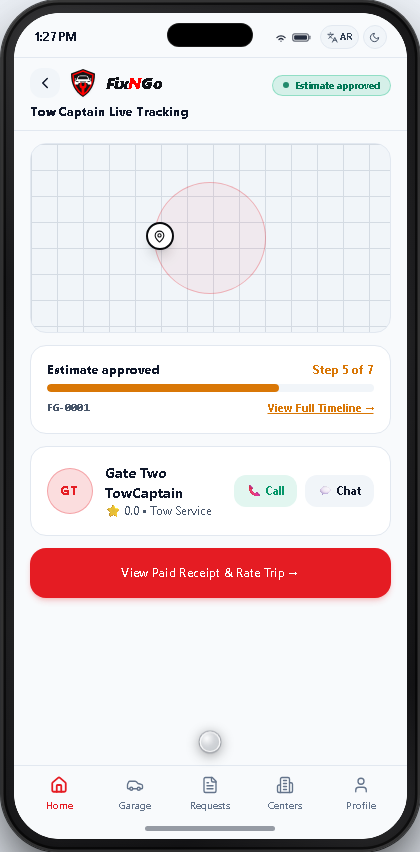 1:27 PM
AR
FixNGo
Estimate approved
Tow Captain Live Tracking
Estimate approved
Step 5 of 7
FG-0001
View Full Timeline →
GT
Gate Two
TowCaptain
⭐ 0.0 • Tow Service
📞 Call
💬 Chat
View Paid Receipt & Rate Trip →
Home
Garage
Requests
Centers
Profile